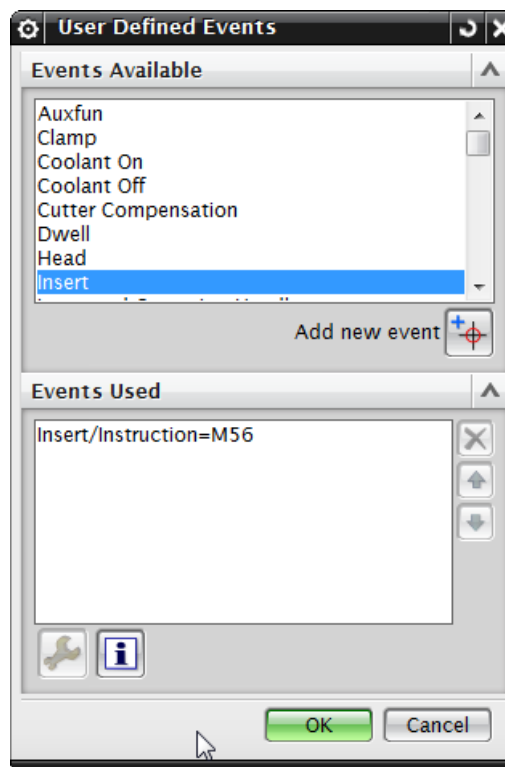 User Defined Events
Events Available
Auxfun
Clamp
Coolant On
Coolant Off
Cutter Compensation
Dwell
Head
Insert
Add new event
Events Used
Insert/Instruction=M56
OK
Cancel